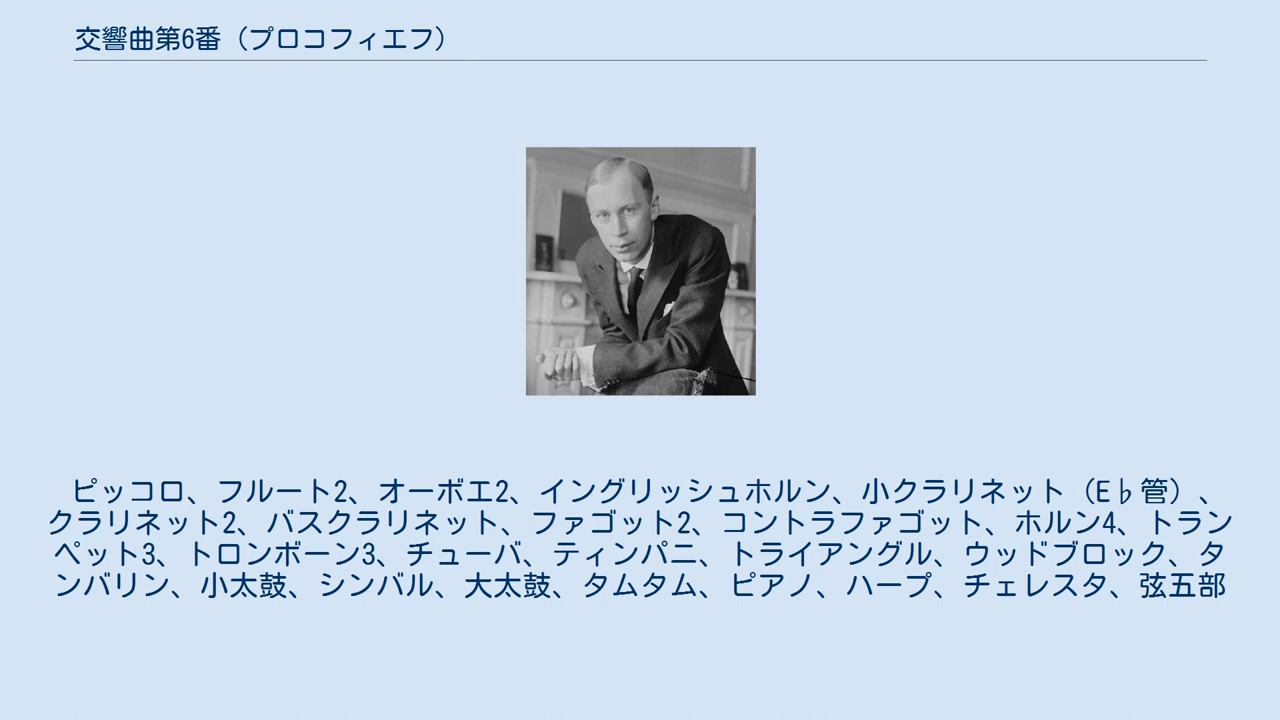 交響曲第6番（プロコフィエフ）
ピッコロ、フルート2、オーボエ2、イングリッシュホルン、小クラリネット（E♭管）、
クラリネット2、バスクラリネット、ファゴット2、コントラファゴット、ホルン4、トラン
ペット3、トロンボーン3、チューバ、ティンパニ、トライアングル、ウッドブロック、タ
ンバリン、小太鼓、シンバル、大太鼓、タムタム、ピアノ、ハープ、チェレスタ、弦五部